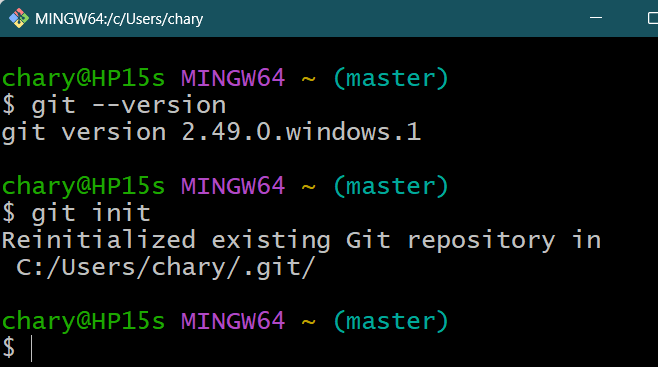 MINGW64:/c/Users/chary
chary@HP15s MINGW64 ~ (master)
$ git --version
git version 2.49.0.windows.1
chary@HP15s MINGW64 ~ (master)
$ git init
Reinitialized existing Git repository in
 C:/Users/chary/.git/
chary@HP15s MINGW64 ~ (master)
$